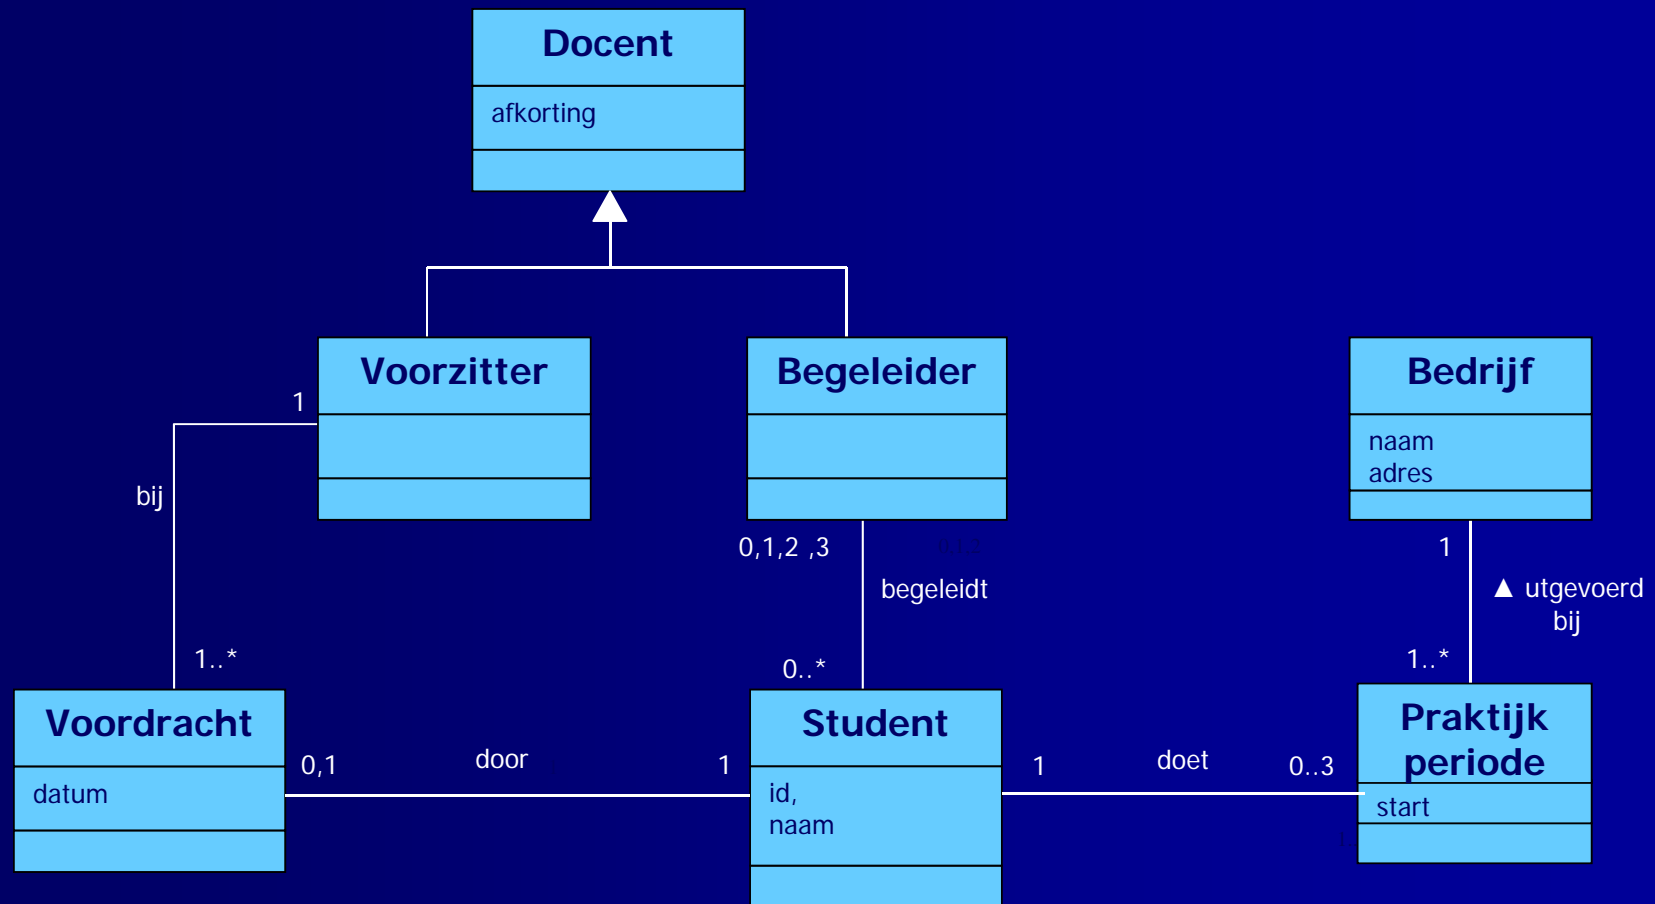 Docent
afkorting
Voorzitter
Begeleider
Bedrijf
naam
adres
1
bij
1..*
0,1,2 ,3
begeleidt
0..*
1
▲ utgevoerd
bij
1..*
Voordracht
datum
0,1
door
1
Student
id,
naam
1
doet
0..3
Praktijk
periode
start